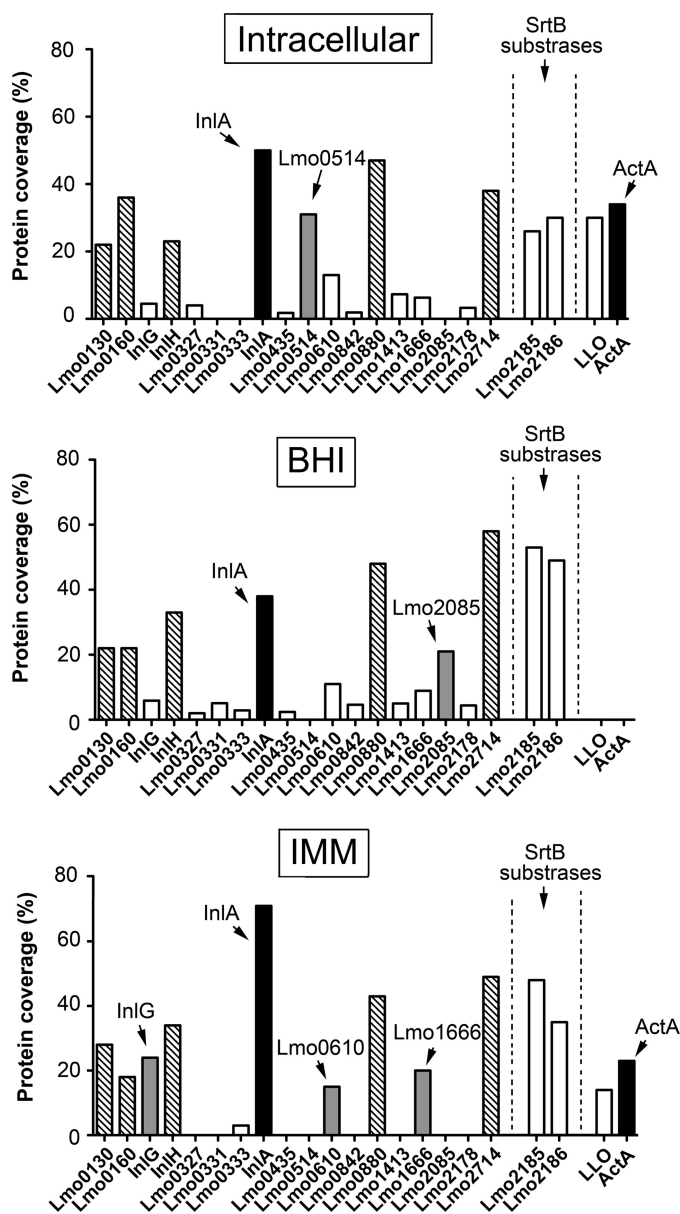 Intracellular
SrtB
substrases
Protein coverage (%)
80
60
40
20
0
InlA
Lmo0514
ActA
Lmo0130
Lmo0160
InlG
InlH
Lmo0327
Lmo0331
Lmo0333
InlA
Lmo0435
Lmo0514
Lmo0610
Lmo0842
Lmo0880
Lmo1413
Lmo1666
Lmo2085
Lmo2178
Lmo2714
Lmo2185
Lmo2186
LLO
ActA
BHI
SrtB
substrases
Protein coverage (%)
80
60
40
20
0
InlA
Lmo2085
Lmo0130
Lmo0160
InlG
InlH
Lmo0327
Lmo0331
Lmo0333
InlA
Lmo0435
Lmo0514
Lmo0610
Lmo0842
Lmo0880
Lmo1413
Lmo1666
Lmo2085
Lmo2178
Lmo2714
Lmo2185
Lmo2186
LLO
ActA
IMM
SrtB
substrases
Protein coverage (%)
80
60
40
20
0
InlA
InlG
Lmo0610
Lmo1666
ActA
Lmo0130
Lmo0160
InlG
InlH
Lmo0327
Lmo0331
Lmo0333
InlA
Lmo0435
Lmo0514
Lmo0610
Lmo0842
Lmo0880
Lmo1413
Lmo1666
Lmo2085
Lmo2178
Lmo2714
Lmo2185
Lmo2186
LLO
ActA